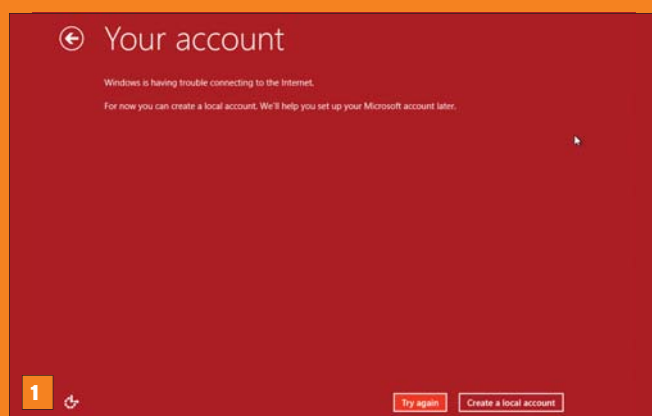 Your account
Windows is having trouble connecting to the Internet.
For now you can create a local account. We'll help you set up your Microsoft account later.
1
Try again
Create a local account